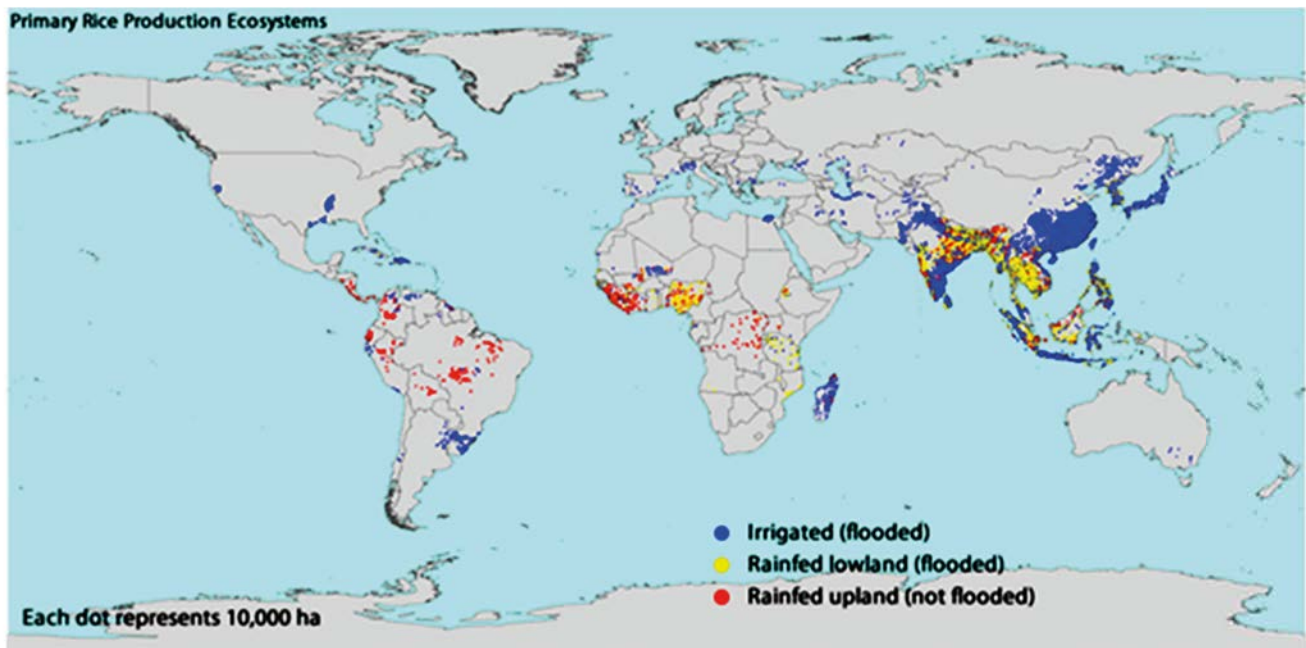 Primary Rice Production Ecosystems
Irrigated (flooded)
Rainfed lowland (flooded)
Rainfed upland (not flooded)
Each dot represents 10,000 ha